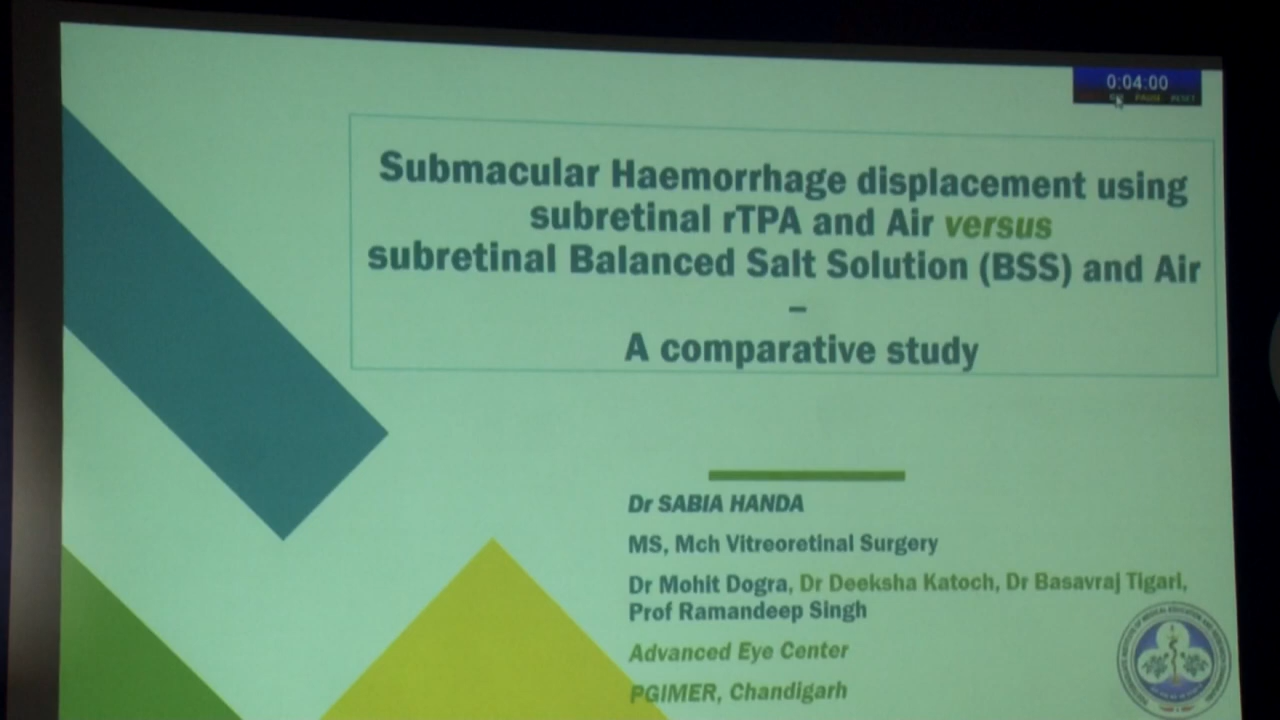 0:04:00
PAUSE RESET
Submacular Haemorrhage displacement using
subretinal rTPA and Air versus
subretinal Balanced Salt Solution (BSS) and Air
–
A comparative study
Dr SABIA HANDA
MS, Mch Vitreoretinal Surgery
Dr Mohit Dogra, Dr Deeksha Katoch, Dr Basavraj Tigari,
Prof Ramandeep Singh
Advanced Eye Center
PGIMER, Chandigarh